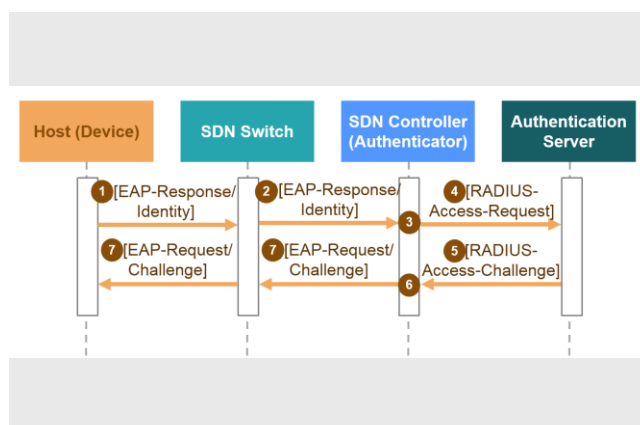 Host (Device)
SDN Switch
SDN Controller
(Authenticator)
Authentication
Server
1 [EAP-Response/
Identity]
2 [EAP-Response/
Identity]
3
4 [RADIUS-
Access-Request]
7 [EAP-Request/
Challenge]
7 [EAP-Request/
Challenge]
5 [RADIUS-
Access-Challenge]
6